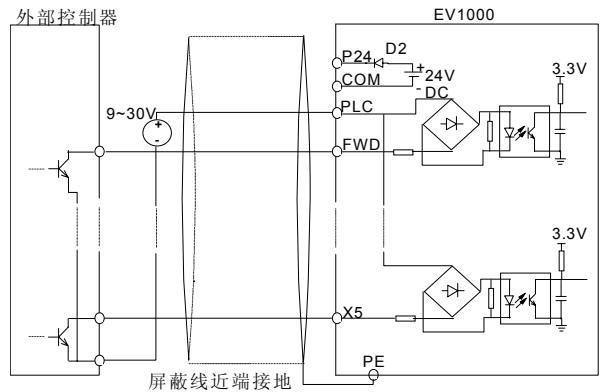 外部控制器
EV1000
P24
D2
+
24V
COM
-
DC
3.3V
9~30V
PLC
+
-
FWD
3.3V
X5
PE
屏蔽线近端接地